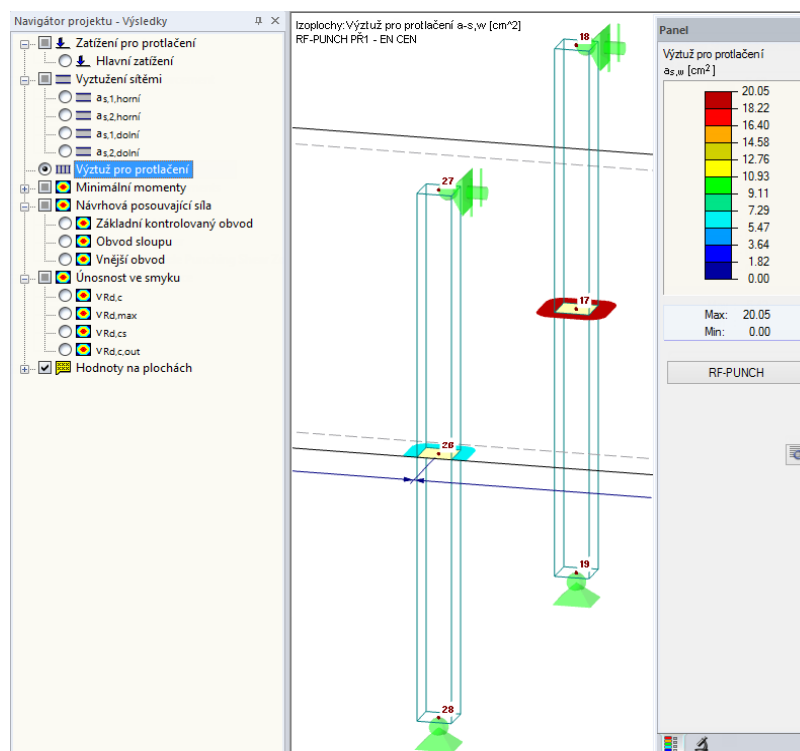 Navigátor projektu - Výsledky
Zatížení pro protlačení
Hlavní zatížení
Vyztužení sítěmi
as,1,horní
as,2,horní
as,1,dolní
as,2,dolní
Výztuž pro protlačení
Minimální momenty
Návrhová posouvající síla
Základní kontrolovaný obvod
Obvod sloupu
Vnější obvod
Únosnost ve smyku
vRd,c
vRd,max
vRd,cs
vRd,c,out
Hodnoty na plochách
Izoplochy:Výztuž pro protlačení a-s,w [cm^2]
RF-PUNCH PŘ1 - EN CEN
18
27
17
26
19
28
Panel
Výztuž pro protlačení
as,w [cm²]
20.05
18.22
16.40
14.58
12.76
10.93
9.11
7.29
5.47
3.64
1.82
0.00
Max: 20.05
Min: 0.00
RF-PUNCH